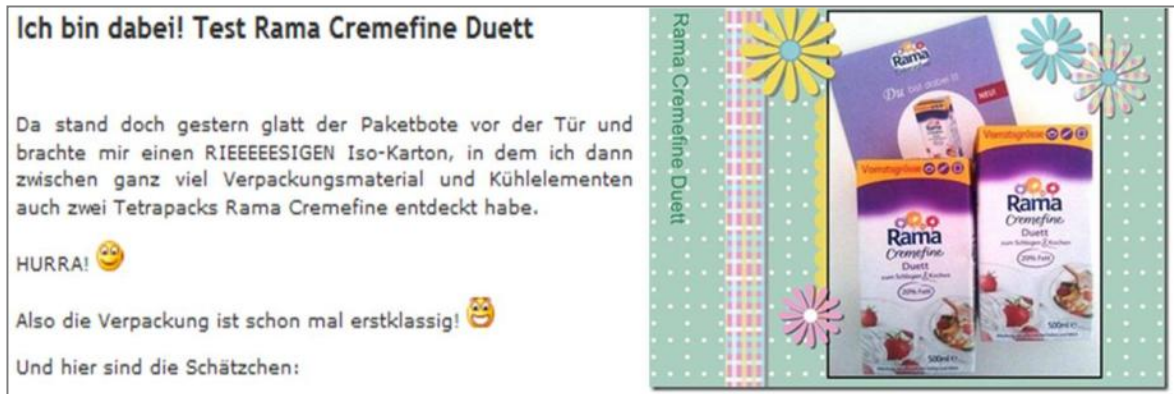 Ich bin dabei! Test Rama Cremefine Duett
Da stand doch gestern glatt der Paketbote vor der Tür und
brachte mir einen RIEEEEESIGEN Iso-Karton, in dem ich dann
zwischen ganz viel Verpackungsmaterial und Kühlelementen
auch zwei Tetrapacks Rama Cremefine entdeckt habe.
HURRA!
Also die Verpackung ist schon mal erstklassig!
Und hier sind die Schätzchen:
Rama Cremefine Duett
Rama
Du bist dabei!!!
NEU!
Vorratsgrösse
Rama
Cremefine
Duett
zum Schlagen & Kochen
20% Fett
500ml e
Vorratsgrösse
Rama
Cremefine
Duett
zum Schlagen & Kochen
20% Fett
500ml e